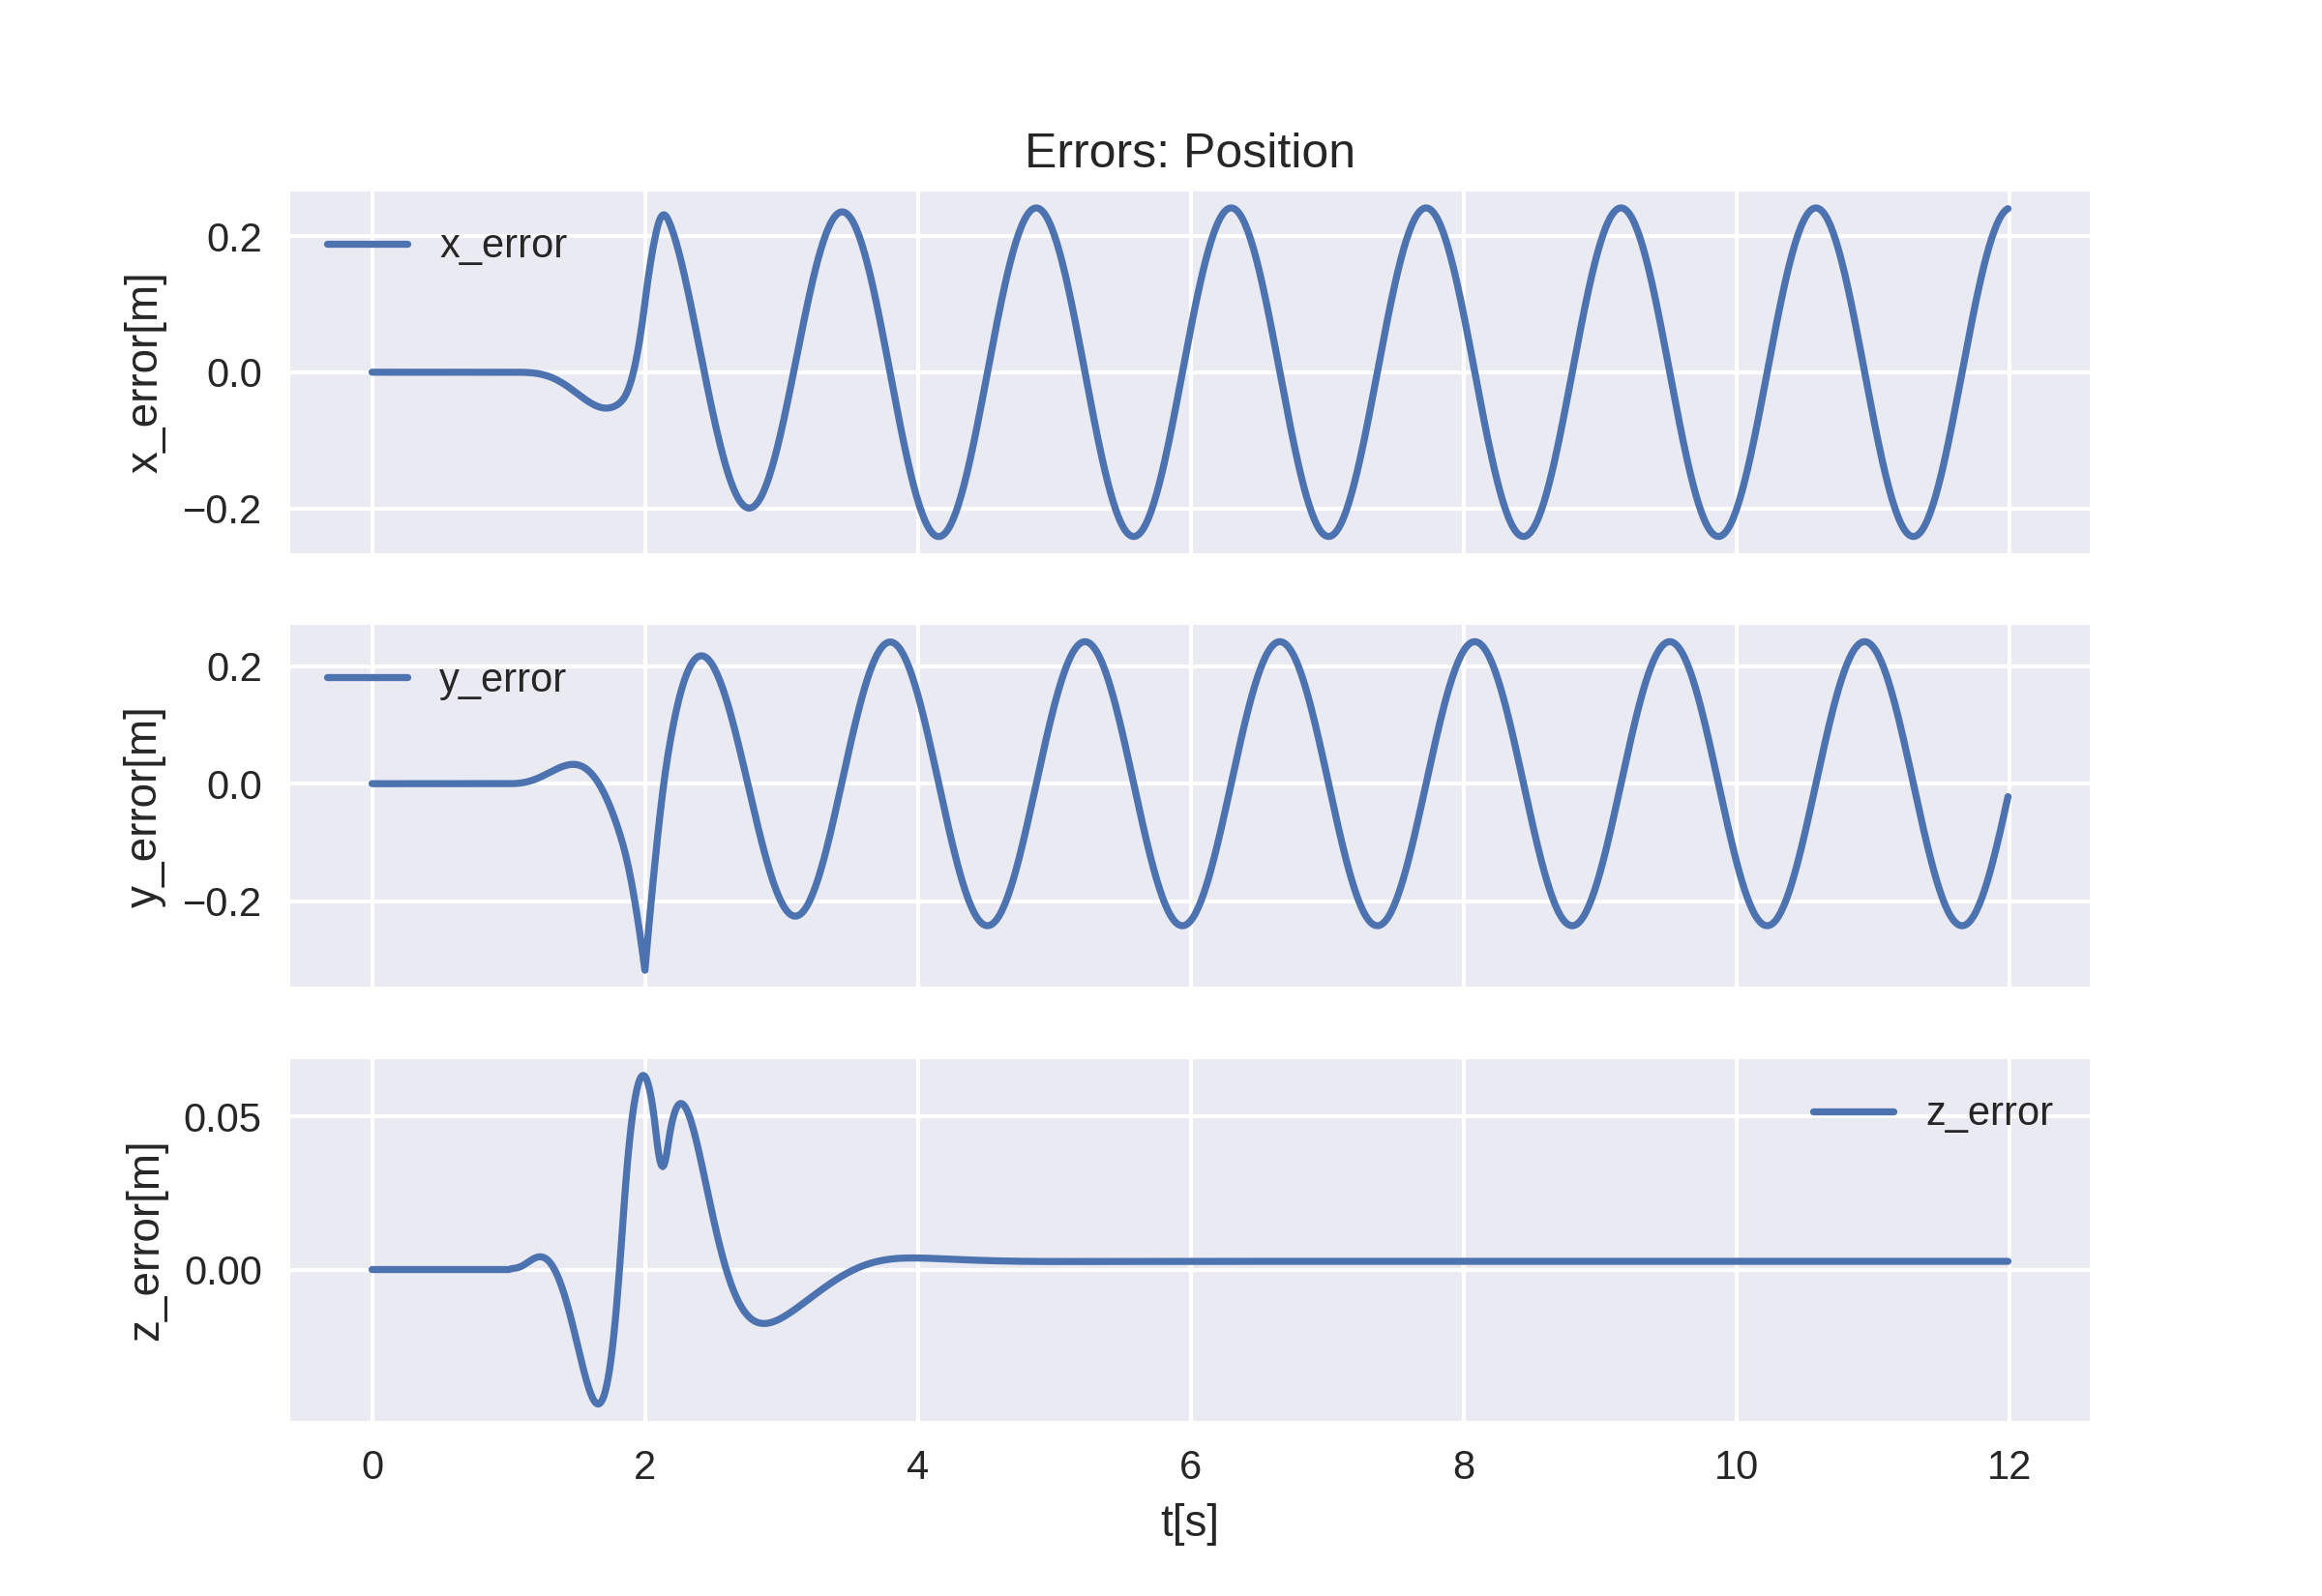 Errors: Position
0.2
0.0
−0.2
x_error[m]
x_error
0.2
0.0
−0.2
y_error[m]
y_error
0.05
0.00
z_error[m]
z_error
0 2 4 6 8 10 12
t[s]